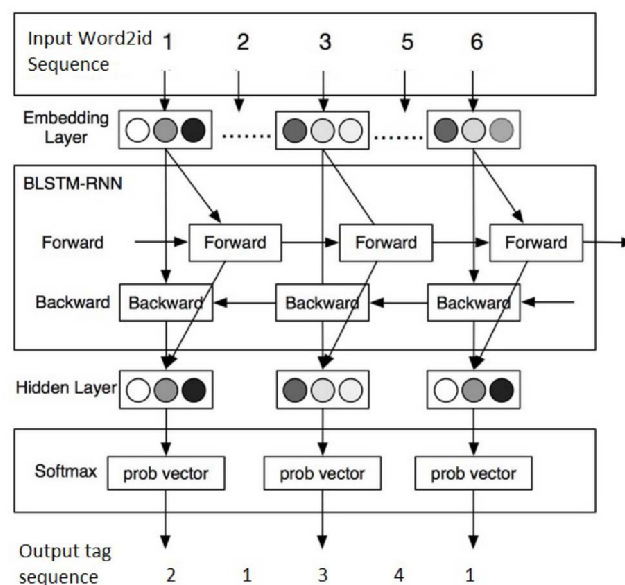 Input Word2id 1 2 3 5 6
Sequence
Embedding
Layer
........ ........
BLSTM-RNN
Forward Forward Forward Forward
Backward Backward Backward Backward
Hidden Layer
Softmax prob vector prob vector prob vector
Output tag
sequence 2 1 3 4 1